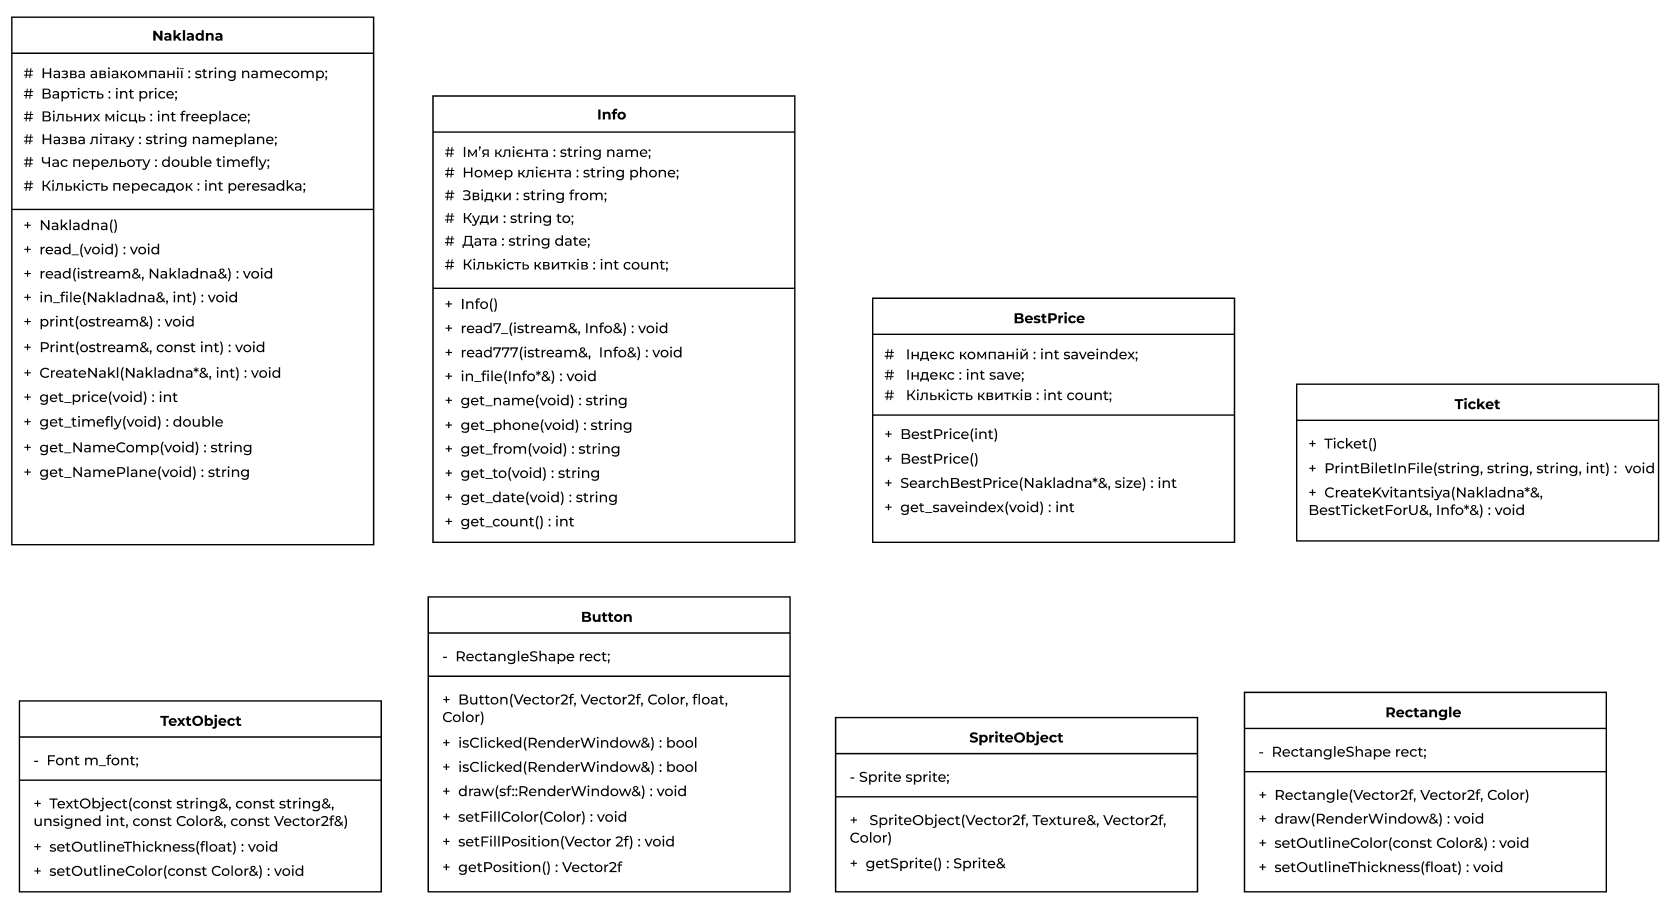 Nakladna
# Назва авіакомпанії : string namecomp;
# Вартість : int price;
# Вільних місць : int freeplace;
# Назва літаку : string nameplane;
# Час перельоту : double timefly;
# Кількість пересадок : int peresadka;
+ Nakladna()
+ read_(void) : void
+ read(istream&, Nakladna&) : void
+ in_file(Nakladna&, int) : void
+ print(ostream&) : void
+ Print(ostream&, const int) : void
+ CreateNakl(Nakladna*&, int) : void
+ get_price(void) : int
+ get_timefly(void) : double
+ get_NameComp(void) : string
+ get_NamePlane(void) : string
Info
# Ім’я клієнта : string name;
# Номер клієнта : string phone;
# Звідки : string from;
# Куди : string to;
# Дата : string date;
# Кількість квитків : int count;
+ Info()
+ read7_(istream&, Info&) : void
+ read777(istream&, Info&) : void
+ in_file(Info*&) : void
+ get_name(void) : string
+ get_phone(void) : string
+ get_from(void) : string
+ get_to(void) : string
+ get_date(void) : string
+ get_count() : int
BestPrice
# Індекс компаній : int saveindex;
# Індекс : int save;
# Кількість квитків : int count;
+ BestPrice(int)
+ BestPrice()
+ SearchBestPrice(Nakladna*&, size) : int
+ get_saveindex(void) : int
Ticket
+ Ticket()
+ PrintBiletInFile(string, string, string, int) : void
+ CreateKvitantsiya(Nakladna*&,
BestTicketForU&, Info*&) : void
TextObject
- Font m_font;
+ TextObject(const string&, const string&,
unsigned int, const Color&, const Vector2f&)
+ setOutlineThickness(float) : void
+ setOutlineColor(const Color&) : void
Button
- RectangleShape rect;
+ Button(Vector2f, Vector2f, Color, float,
Color)
+ isClicked(RenderWindow&) : bool
+ isClicked(RenderWindow&) : bool
+ draw(sf::RenderWindow&) : void
+ setFillColor(Color) : void
+ setFillPosition(Vector 2f) : void
+ getPosition() : Vector2f
SpriteObject
- Sprite sprite;
+ SpriteObject(Vector2f, Texture&, Vector2f,
Color)
+ getSprite() : Sprite&
Rectangle
- RectangleShape rect;
+ Rectangle(Vector2f, Vector2f, Color)
+ draw(RenderWindow&) : void
+ setOutlineColor(const Color&) : void
+ setOutlineThickness(float) : void